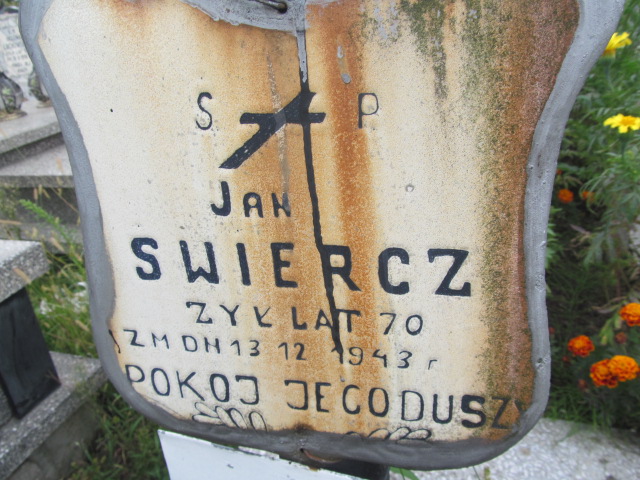 S P
JAN
SWIERCZ
ZYŁ LAT 70
ZM DN 13 12 1943 r
POKOJ JEGO DUSZY